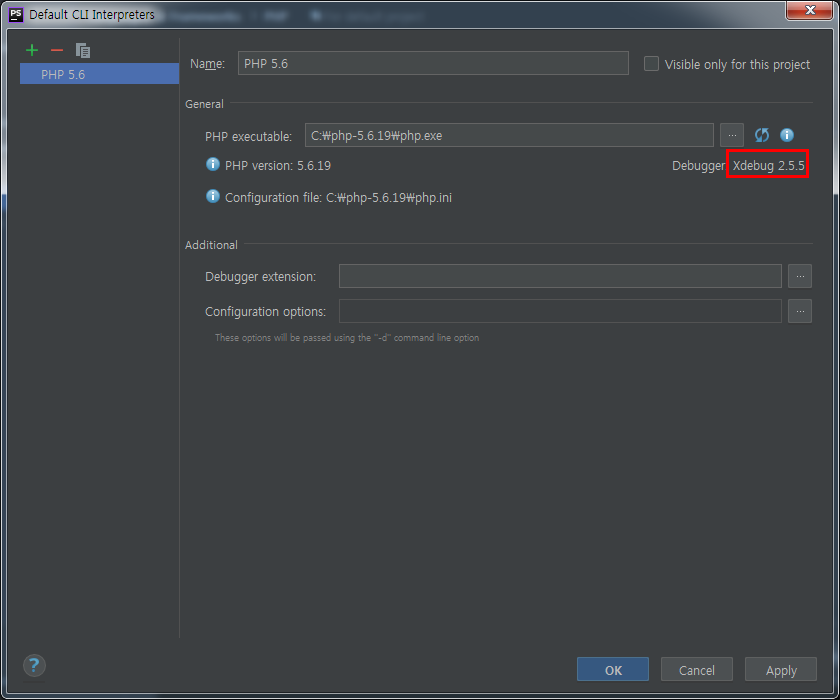 PS Default CLI Interpreters
PHP 5.6
Name: PHP 5.6 Visible only for this project
General
PHP executable: C:₩php-5.6.19₩php.exe ...
PHP version: 5.6.19 Debugger Xdebug 2.5.5
Configuration file: C:₩php-5.6.19₩php.ini
Additional
Debugger extension: ...
Configuration options: ...
These options will be passed using the "-d" command line option
? OK Cancel Apply